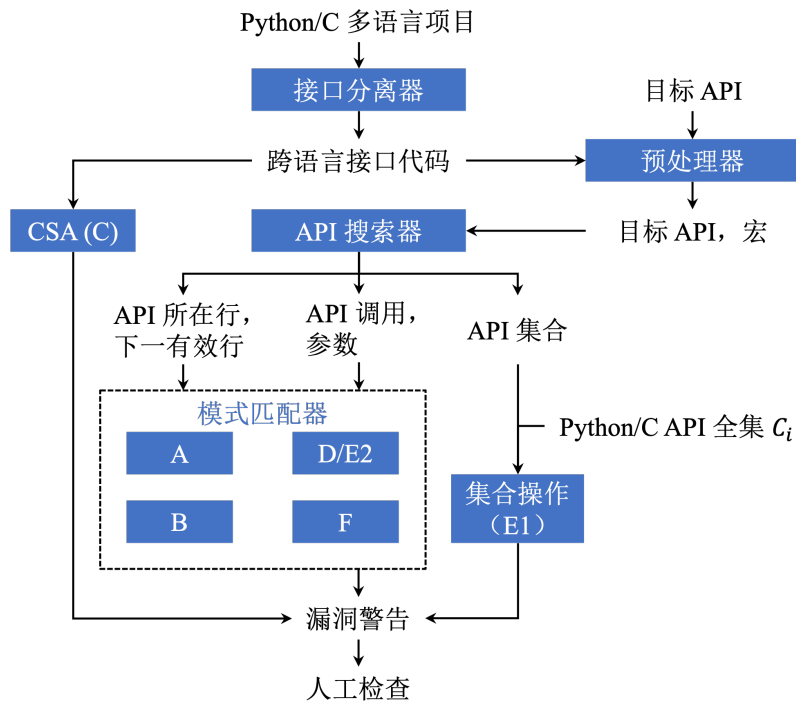 Python/C 多语言项目
接口分离器
目标 API
跨语言接口代码
预处理器
CSA (C)
API 搜索器
目标 API，宏
API 所在行，
下一有效行
API 调用，
参数
API 集合
模式匹配器
A
D/E2
B
F
Python/C API 全集 C_i
集合操作
（E1）
漏洞警告
人工检查